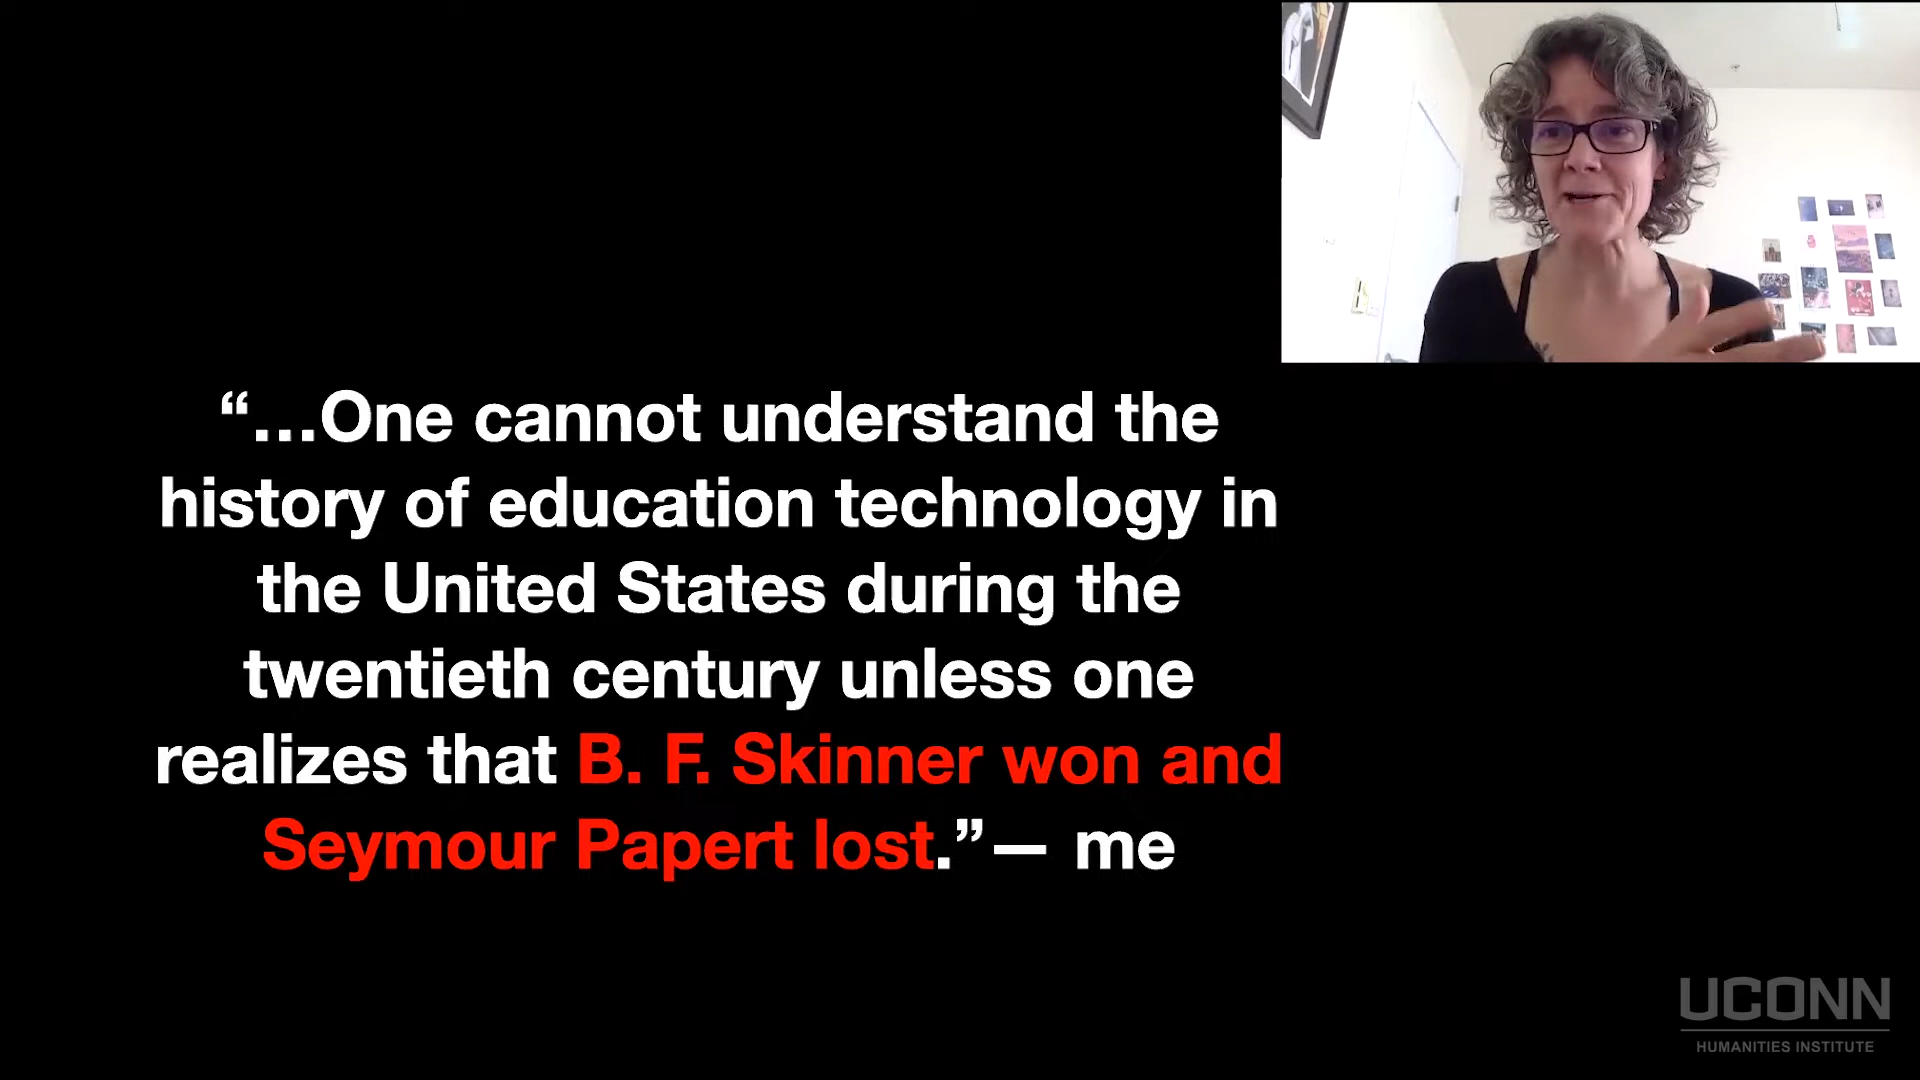 “…One cannot understand the
history of education technology in
the United States during the
twentieth century unless one
realizes that B. F. Skinner won and
Seymour Papert lost.”— me
UCONN
HUMANITIES INSTITUTE